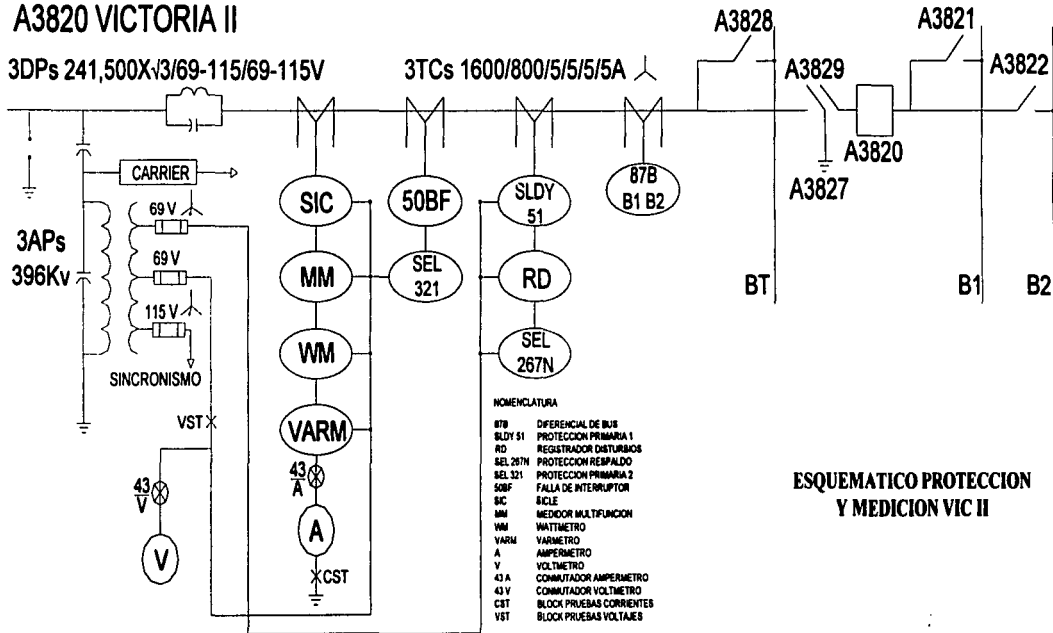 A3820 VICTORIA II
3DPs 241,500X√3/69-115/69-115V
3TCs 1600/800/5/5/5/5A
A3828
A3821
A3829
A3822
A3820
A3827
CARRIER
69 V
69 V
115 V
SINCRONISMO
3APs
396Kv
SIC
MM
WM
VARM
43
A
A
CST
50BF
SEL
321
SLDY
51
RD
SEL
267N
87B
B1 B2
BT
B1
B2
VST
43
V
V
NOMENCLATURA
87B DIFERENCIAL DE BUS
SLDY 51 PROTECCION PRIMARIA 1
RD REGISTRADOR DISTURBIOS
SEL 267N PROTECCION RESPALDO
SEL 321 PROTECCION PRIMARIA 2
50BF FALLA DE INTERRUPTOR
SIC SICLE
MM MEDIDOR MULTIFUNCION
WM WATTMETRO
VARM VARMETRO
A AMPERMETRO
V VOLTMETRO
43 A CONMUTADOR AMPERMETRO
43 V CONMUTADOR VOLTMETRO
CST BLOCK PRUEBAS CORRIENTES
VST BLOCK PRUEBAS VOLTAJES
ESQUEMATICO PROTECCION
Y MEDICION VIC II